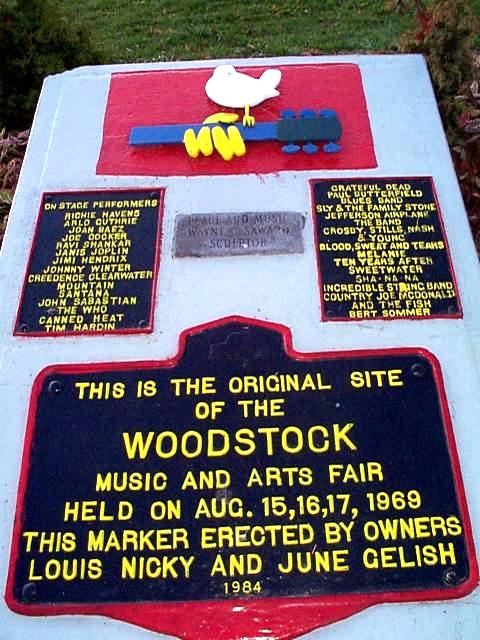 ON STAGE PERFORMERS
RICHIE HAVENS
ARLO GUTHRIE
JOAN BAEZ
JOE COCKER
RAVI SHANKAR
JANIS JOPLIN
JIMI HENDRIX
JOHNNY WINTER
CREEDENCE CLEARWATER
MOUNTAIN
SANTANA
JOHN SABASTIAN
THE WHO
CANNED HEAT
TIM HARDIN
PEACE AND MUSIC
WAYNE C. SAWARD
SCULPTOR
GRATEFUL DEAD
PAUL BUTTERFIELD
BLUES BAND
SLY & THE FAMILY STONE
JEFFERSON AIRPLANE
THE BAND
CROSBY, STILLS, NASH
& YOUNG
BLOOD, SWEAT AND TEARS
MELANIE
TEN YEARS AFTER
SWEETWATER
SHA-NA-NA
INCREDIBLE STRING BAND
COUNTRY JOE MCDONALD
AND THE FISH
BERT SOMMER
THIS IS THE ORIGINAL SITE
OF THE
WOODSTOCK
MUSIC AND ARTS FAIR
HELD ON AUG. 15,16,17, 1969
THIS MARKER ERECTED BY OWNERS
LOUIS NICKY AND JUNE GELISH
1984